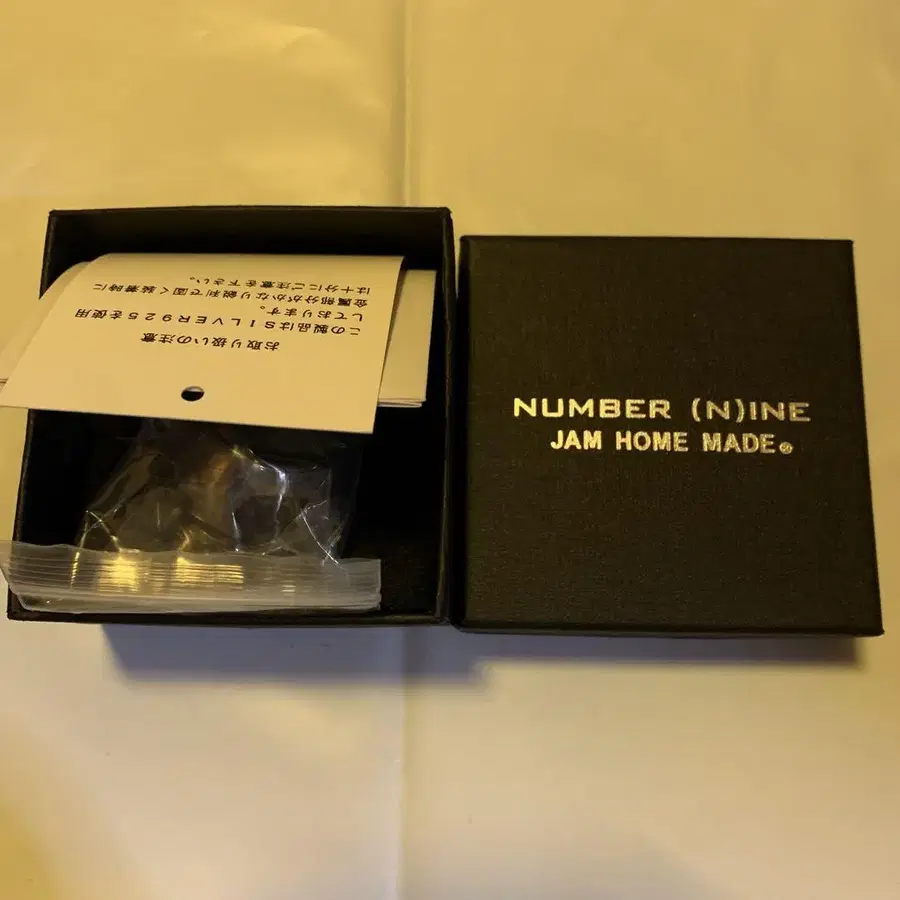 お取り扱いの注意
この製品はSILVER925を使用
しております。
金属部分がかなり鋭利で固く装着時に
は十分にご注意を下さい。
NUMBER (N)INE
JAM HOME MADE®